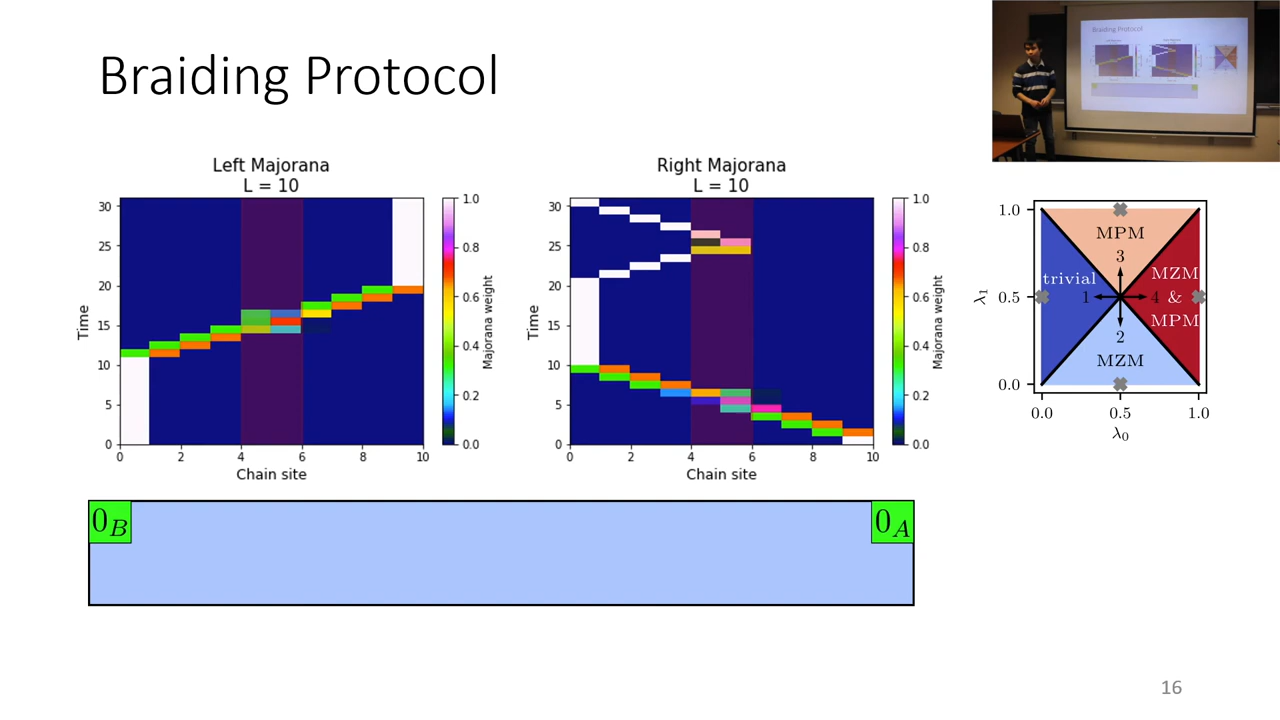 Braiding Protocol
Left Majorana
L = 10
30
25
20
15
10
5
0
0 2 4 6 8 10
Time
Chain site
1.0
0.8
0.6
0.4
0.2
0.0
Majorana weight
Right Majorana
L = 10
30
25
20
15
10
5
0
0 2 4 6 8 10
Time
Chain site
1.0
0.8
0.6
0.4
0.2
0.0
Majorana weight
Braiding Protocol
1.0
0.5
0.0
λ₁
MPM
3
trivial
1
4
MZM
&
MPM
2
MZM
0.0 0.5 1.0
λ₀
0_B
0_A
16